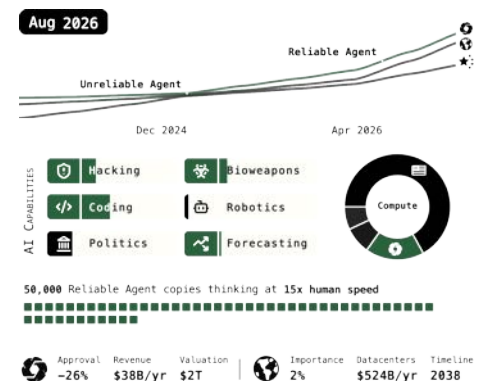 Aug 2026
Reliable Agent
Unreliable Agent
Dec 2024 Apr 2026
AI CAPABILITIES
Hacking Bioweapons
Coding Robotics
Politics Forecasting
Compute
50,000 Reliable Agent copies thinking at 15x human speed
Approval Revenue Valuation Importance Datacenters Timeline
-26% $38B/yr $2T 2% $524B/yr 2038